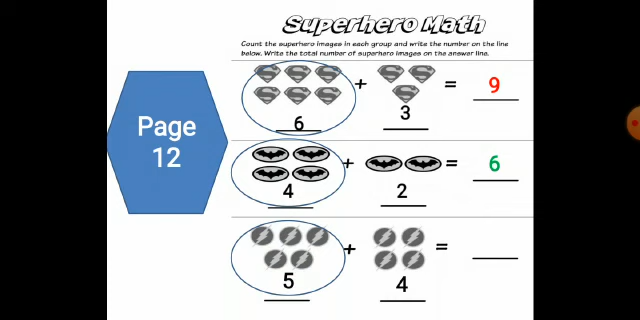 Superhero Math
Count the superhero images in each group and write the number on the line
below. Write the total number of superhero images on the answer line.
Page
12
+ = 9
6 3
+ = 6
4 2
+ =
5 4